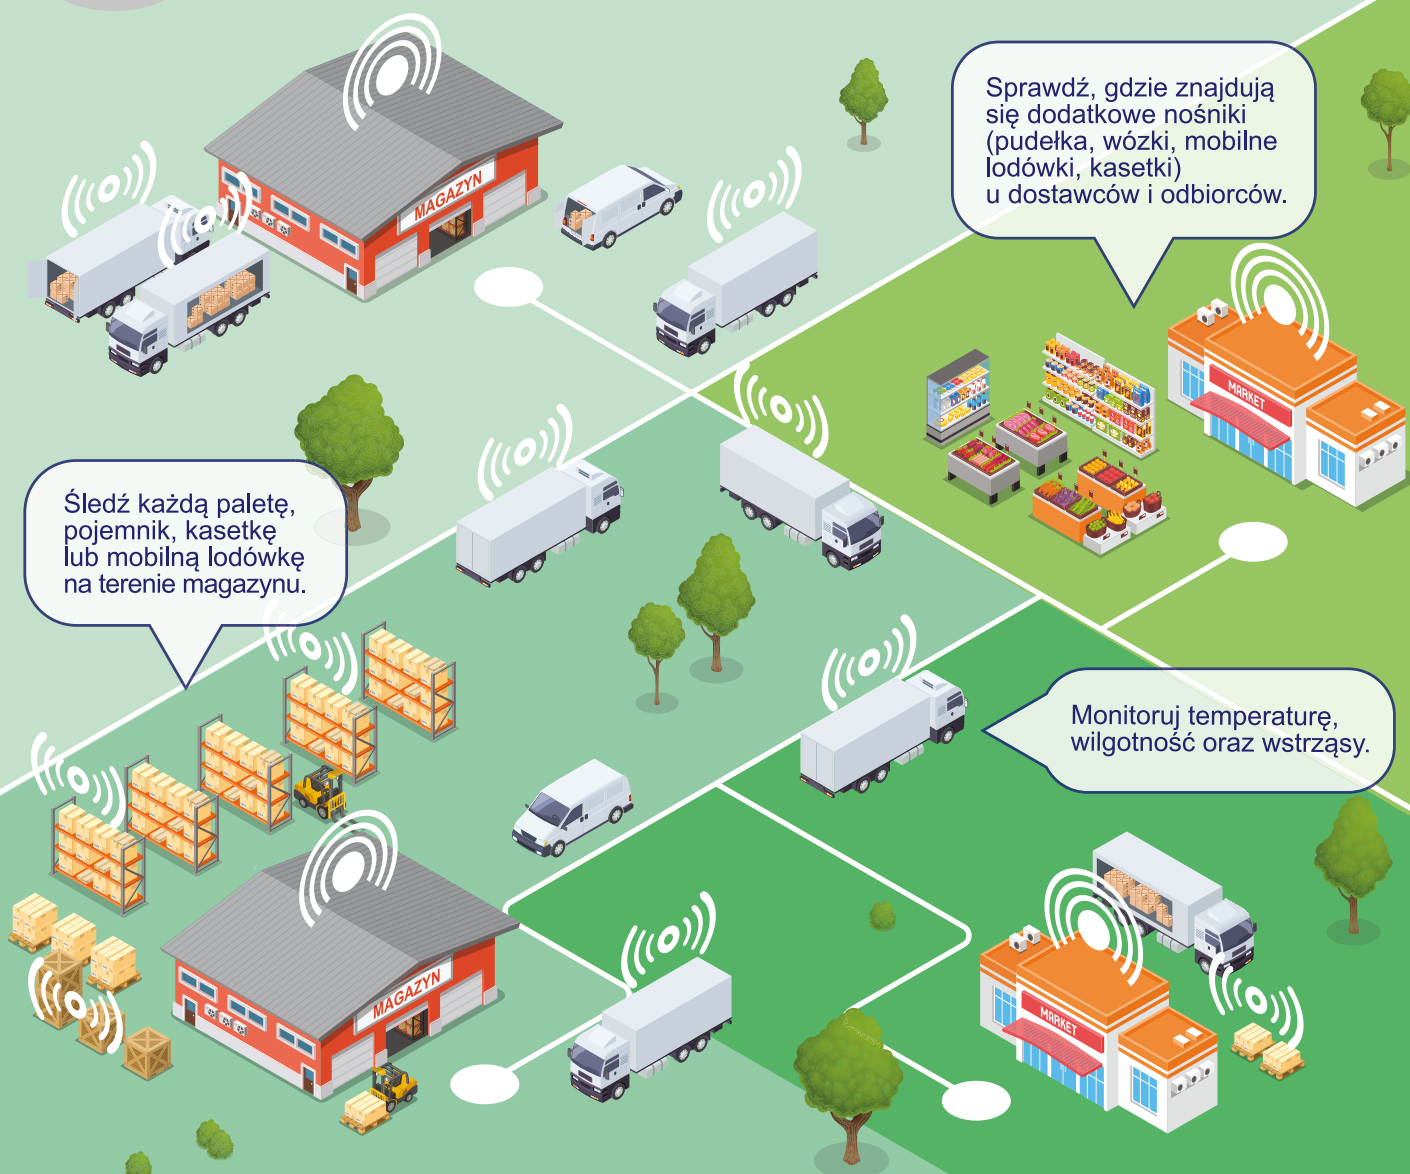 Sprawdź, gdzie znajdują
się dodatkowe nośniki
(pudełka, wózki, mobilne
lodówki, kasetki)
u dostawców i odbiorców.
MAGAZYN
MARKET
Śledź każdą paletę,
pojemnik, kasetkę
lub mobilną lodówkę
na terenie magazynu.
Monitoruj temperaturę,
wilgotność oraz wstrząsy.
MAGAZYN
MARKET